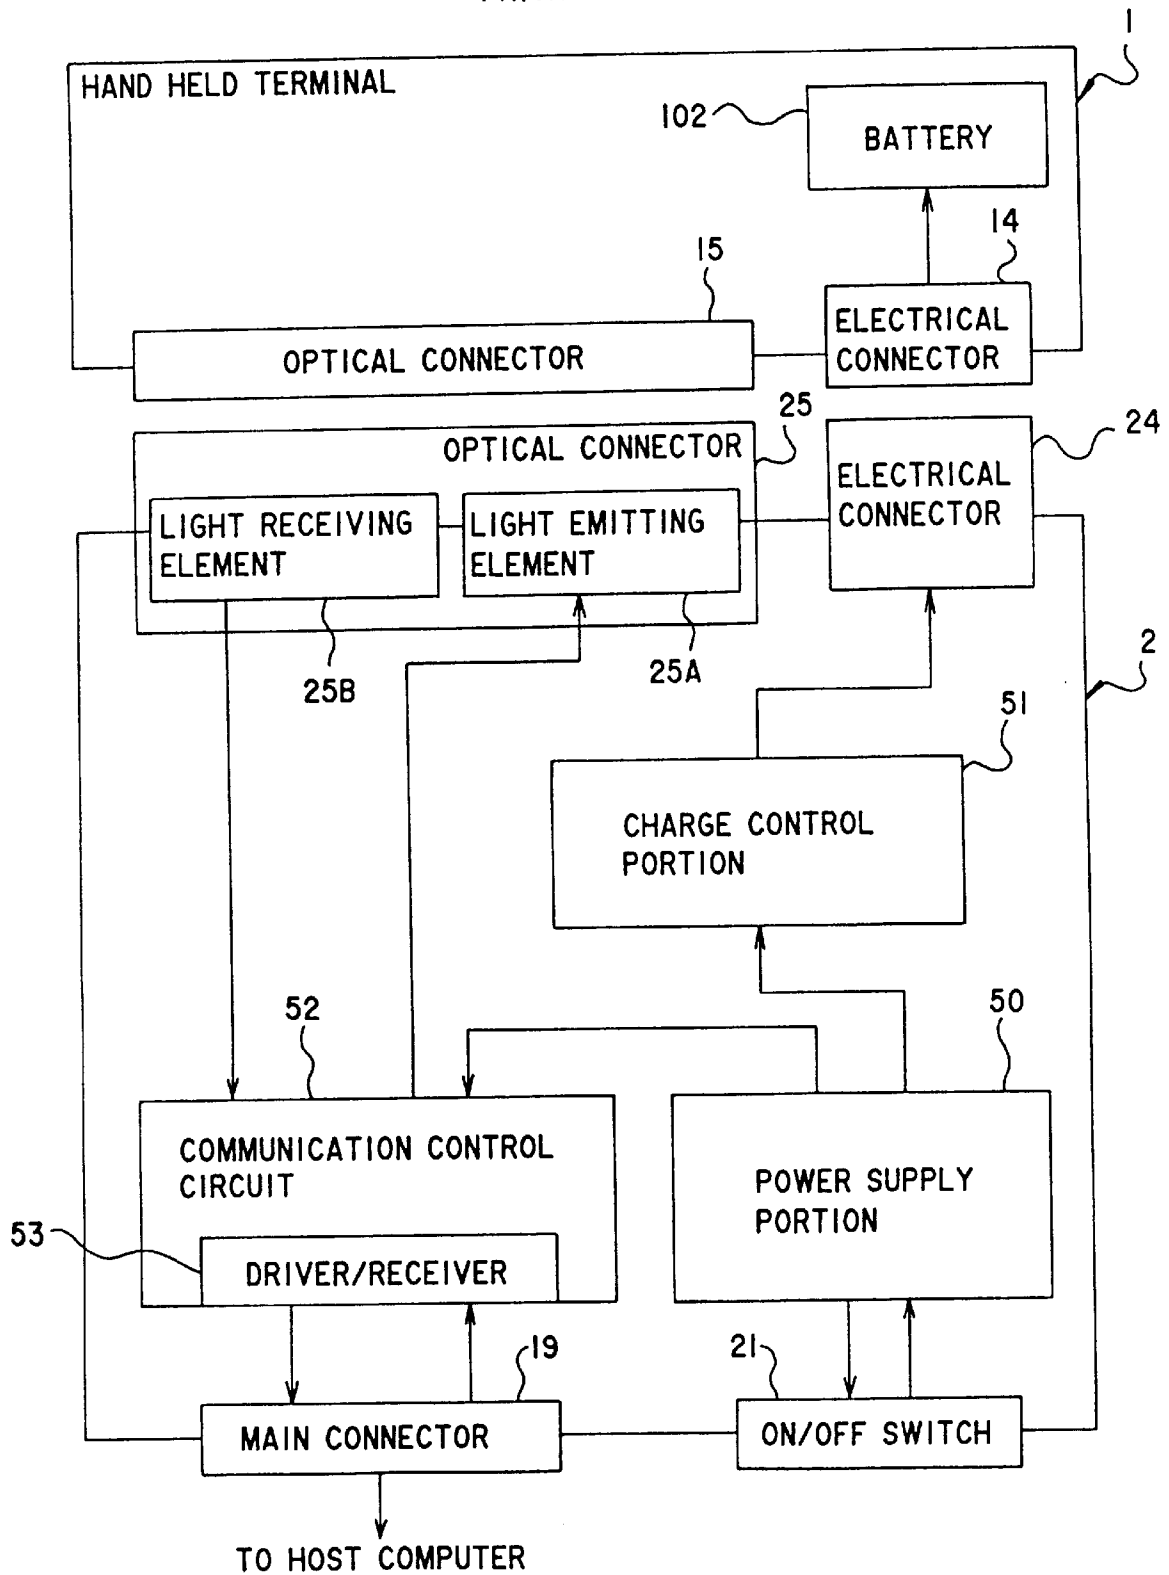 1
HAND HELD TERMINAL
102
BATTERY
14
15
ELECTRICAL
CONNECTOR
OPTICAL CONNECTOR
25
24
OPTICAL CONNECTOR
ELECTRICAL
CONNECTOR
LIGHT RECEIVING
ELEMENT
LIGHT EMITTING
ELEMENT
25B
25A
2
51
CHARGE CONTROL
PORTION
52
50
COMMUNICATION CONTROL
CIRCUIT
POWER SUPPLY
PORTION
53
DRIVER/RECEIVER
19
21
MAIN CONNECTOR
ON/OFF SWITCH
TO HOST COMPUTER